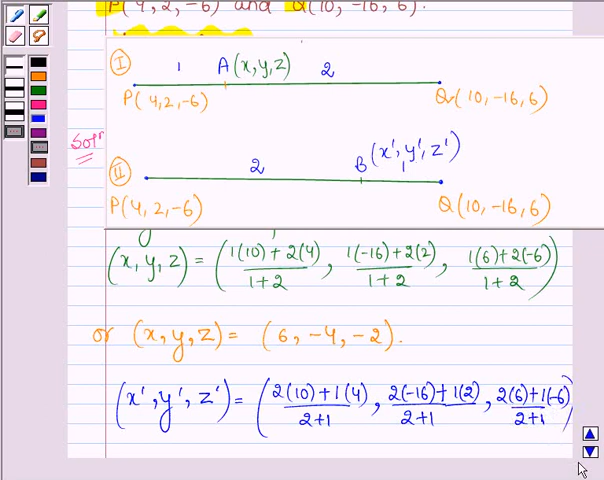 P(4, 2, -6) and Q(10, -16, 6).
I 1 A(x, y, z) 2
P(4, 2, -6) Q(10, -16, 6)
Solⁿ
II 2 B(x', y', z') 1
P(4, 2, -6) Q(10, -16, 6)
(x, y, z) = (1(10) + 2(4)/1+2, 1(-16) + 2(2)/1+2, 1(6) + 2(-6)/1+2)
or (x, y, z) = (6, -4, -2).
(x', y', z') = (2(10) + 1(4)/2+1, 2(-16) + 1(2)/2+1, 2(6) + 1(-6)/2+1)